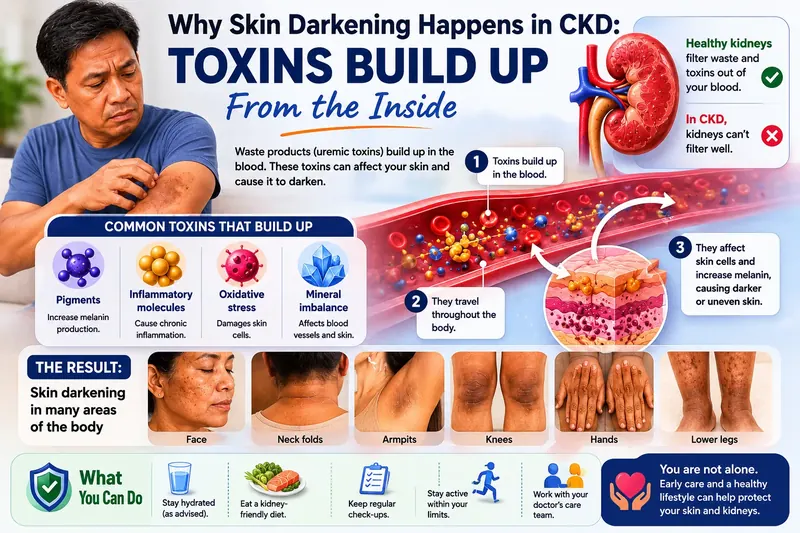 Why Skin Darkening Happens in CKD:
TOXINS BUILD UP
From the Inside
Waste products (uremic toxins) build up in the
blood. These toxins can affect your skin and
cause it to darken.
Healthy kidneys
filter waste and
toxins out of
your blood.
In CKD,
kidneys can't
filter well.
1
Toxins build up
in the blood.
2
They travel
throughout the
body.
3
They affect
skin cells and
increase melanin,
causing darker
or uneven skin.
COMMON TOXINS THAT BUILD UP
Pigments
Increase melanin
production.
Inflammatory
molecules
Cause chronic
inflammation.
Oxidative
stress
Damages skin
cells.
Mineral
imbalance
Affects blood
vessels and skin.
THE RESULT:
Skin darkening
in many areas
of the body
Face
Neck folds
Armpits
Knees
Hands
Lower legs
What
You Can Do
Stay hydrated
(as advised).
Eat a kidney-
friendly diet.
Keep regular
check-ups.
Stay active
within your
limits.
Work with your
doctor's care
team.
You are not alone.
Early care and a healthy
lifestyle can help protect
your skin and kidneys.